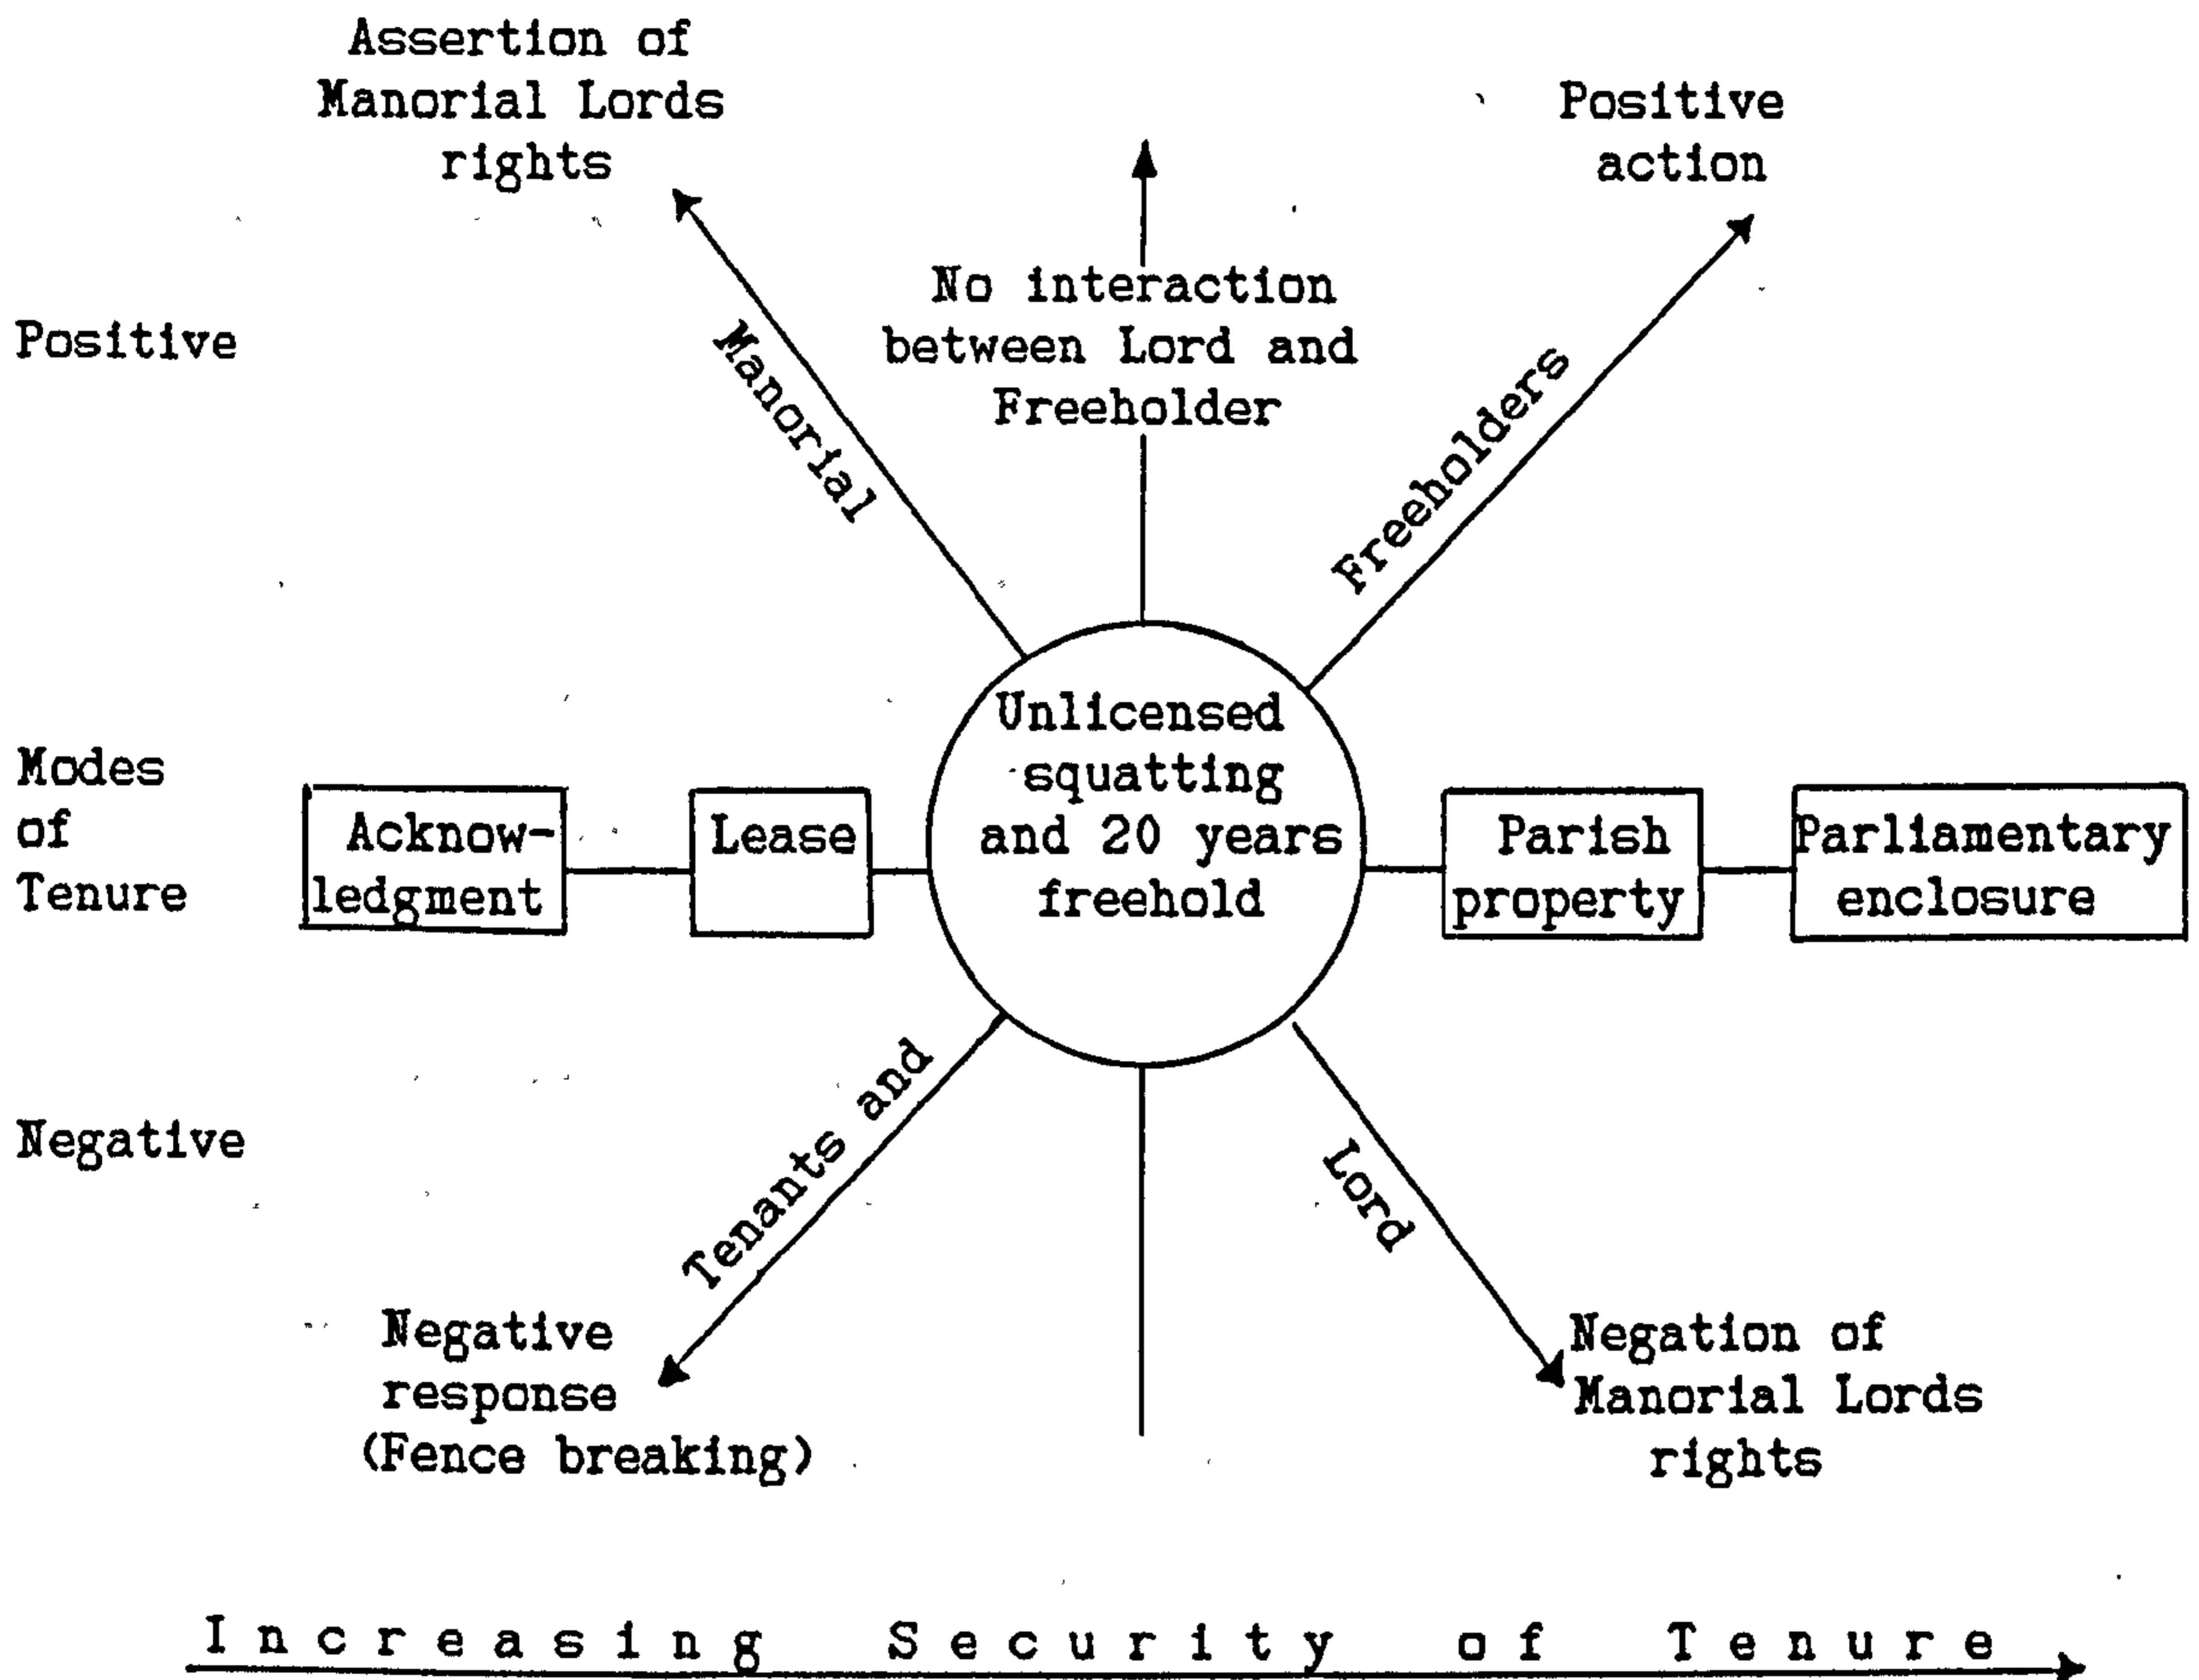 Assertion of
Manorial Lords
rights
Positive
action
No interaction
between Lord and
Freeholder
Positive
Manorial
Freeholders
Modes
of
Tenure
Acknow-
ledgment
Lease
Unlicensed
squatting
and 20 years
freehold
Parish
property
Parliamentary
enclosure
Negative
Tenants and
Lord
Negative
response
(Fence breaking)
Negation of
Manorial Lords
rights
Increasing Security of Tenure